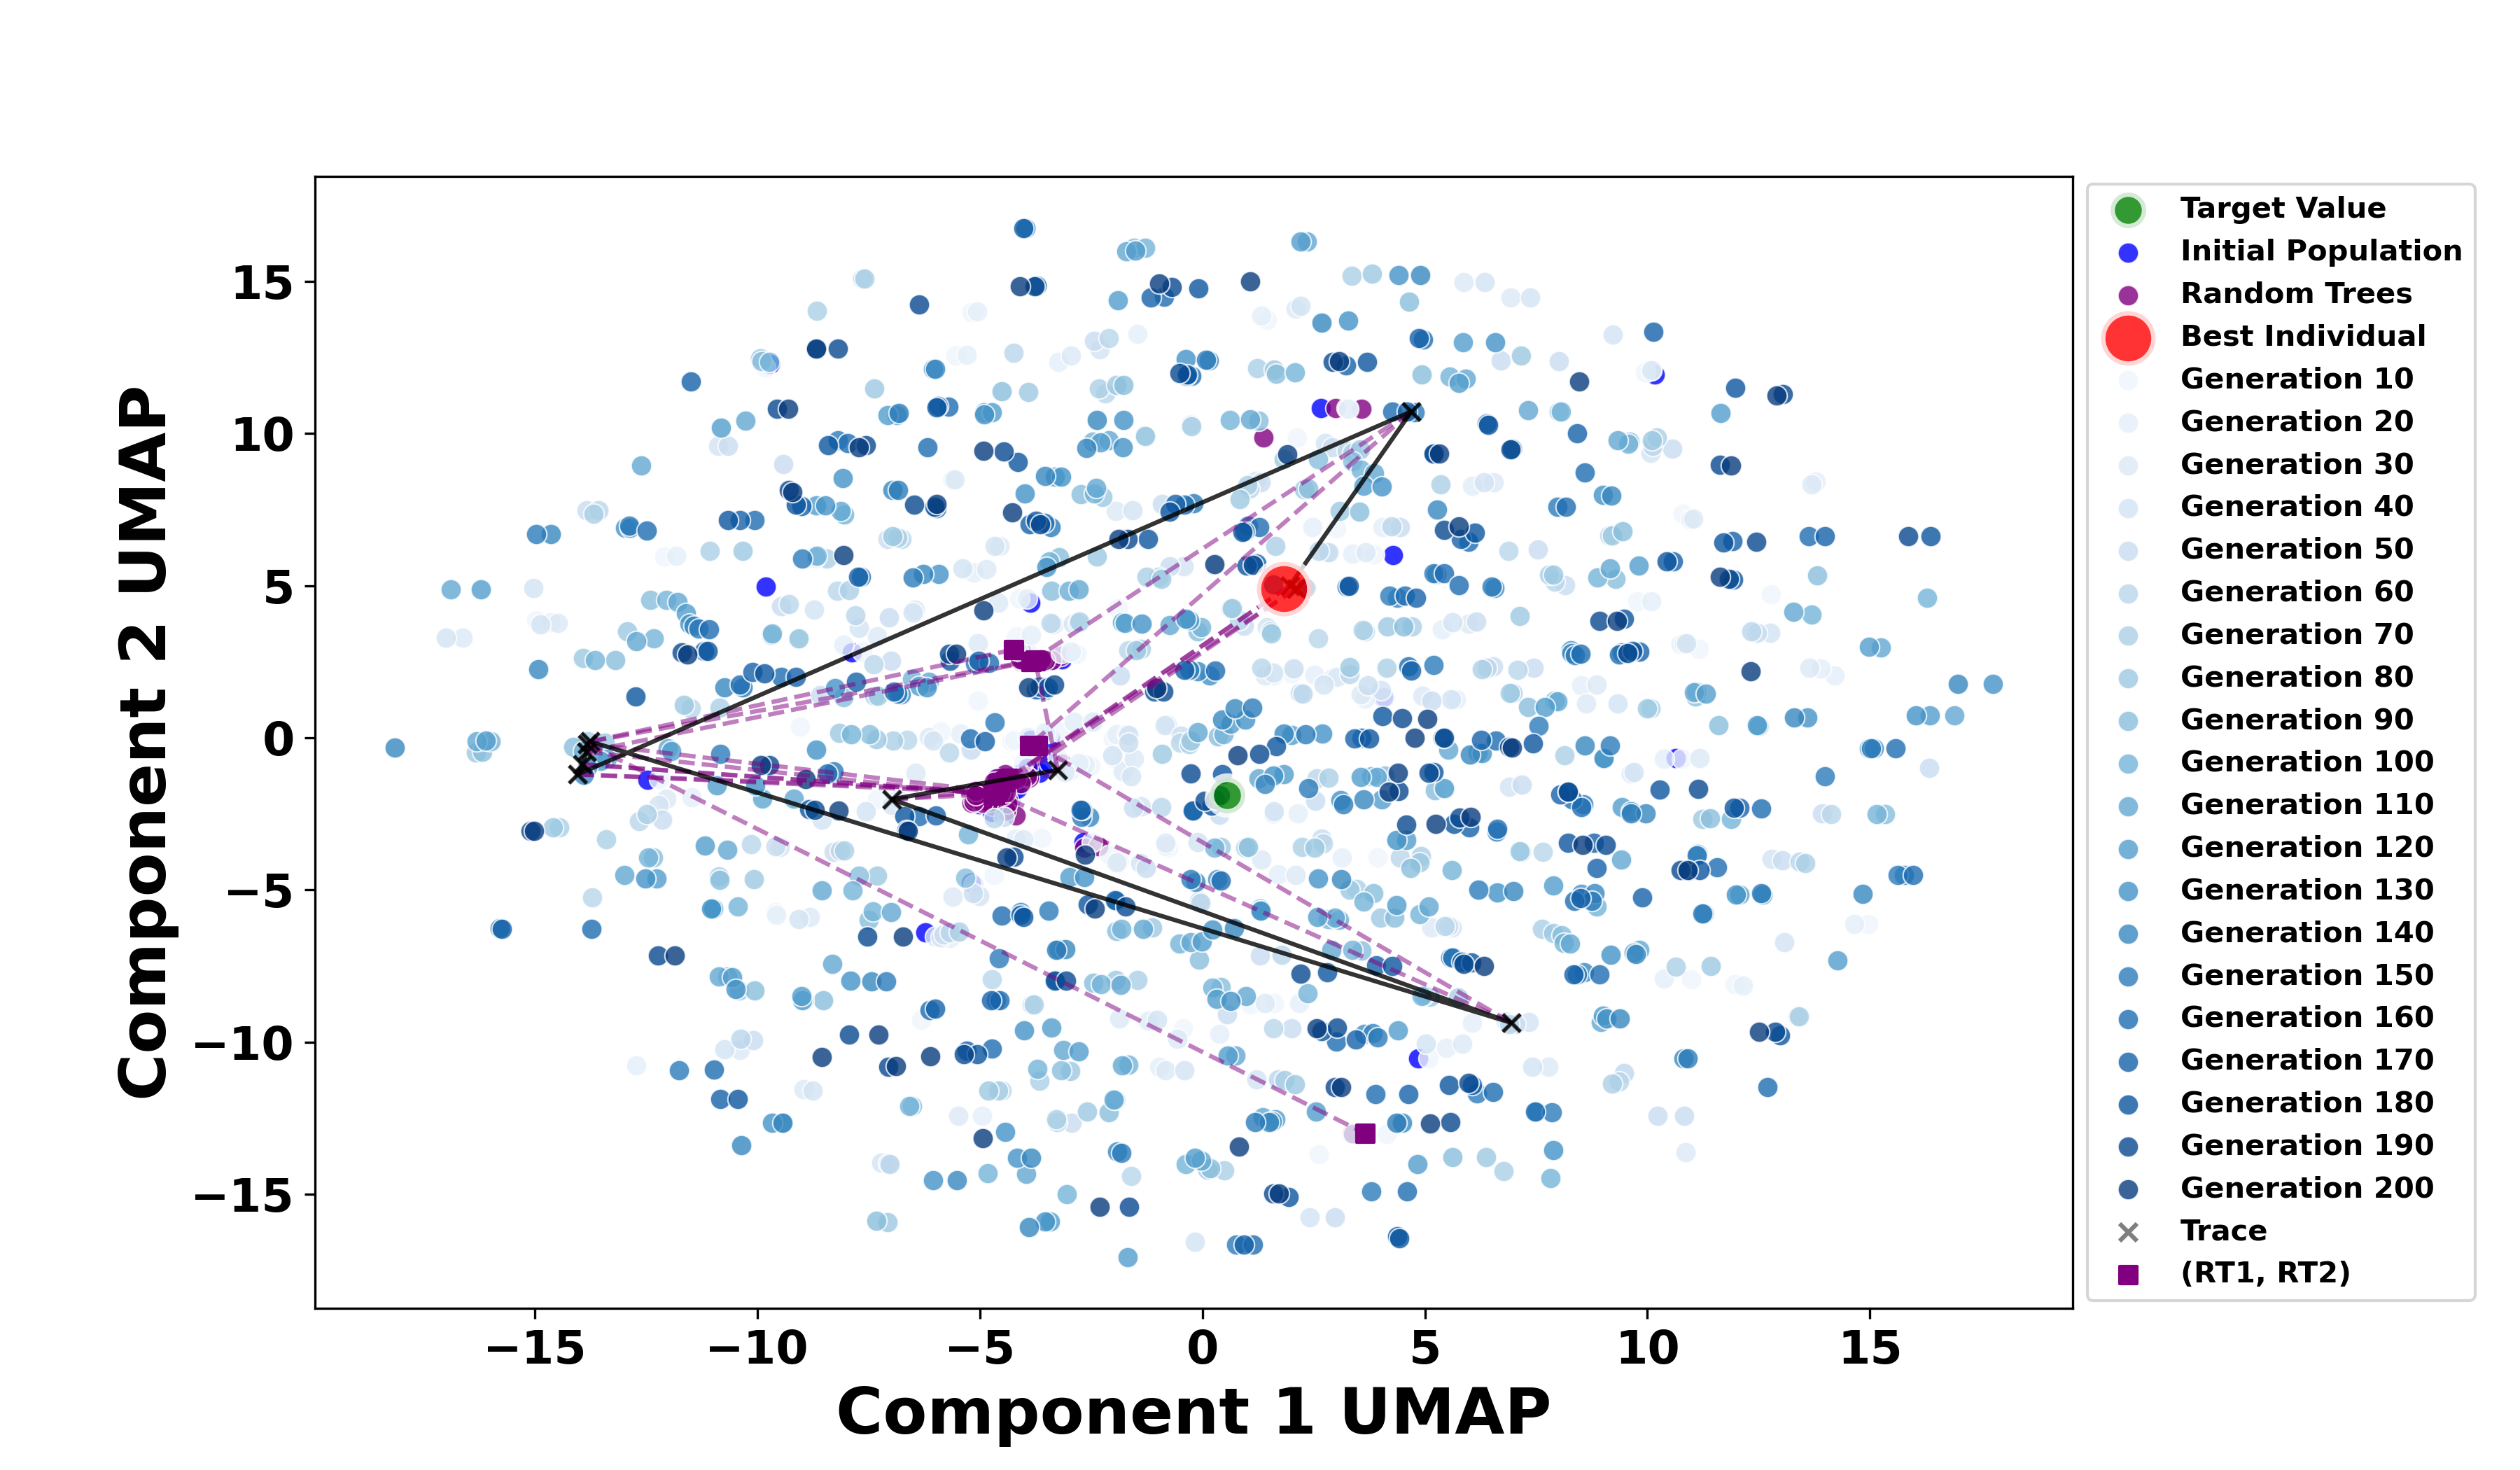 Component 2 UMAP
15
10
5
0
−5
−10
−15
−15
−10
−5
0
5
10
15
Component 1 UMAP
Target Value
Initial Population
Random Trees
Best Individual
Generation 10
Generation 20
Generation 30
Generation 40
Generation 50
Generation 60
Generation 70
Generation 80
Generation 90
Generation 100
Generation 110
Generation 120
Generation 130
Generation 140
Generation 150
Generation 160
Generation 170
Generation 180
Generation 190
Generation 200
Trace
(RT1, RT2)